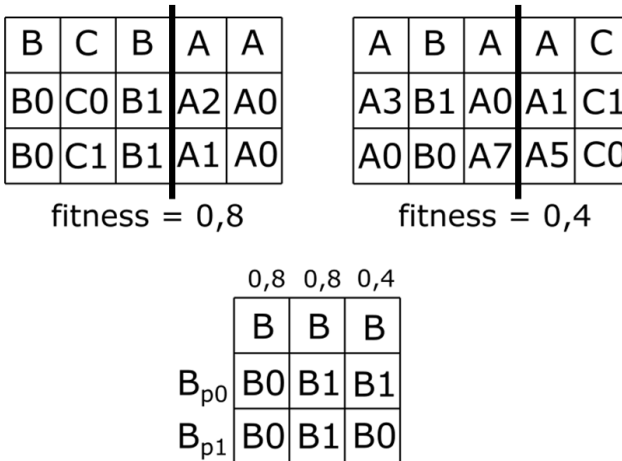 B C B A A
B0 C0 B1 A2 A0
B0 C1 B1 A1 A0
fitness = 0,8
A B A A C
A3 B1 A0 A1 C1
A0 B0 A7 A5 C0
fitness = 0,4
0,8 0,8 0,4
B B B
Bp0 B0 B1 B1
Bp1 B0 B1 B0